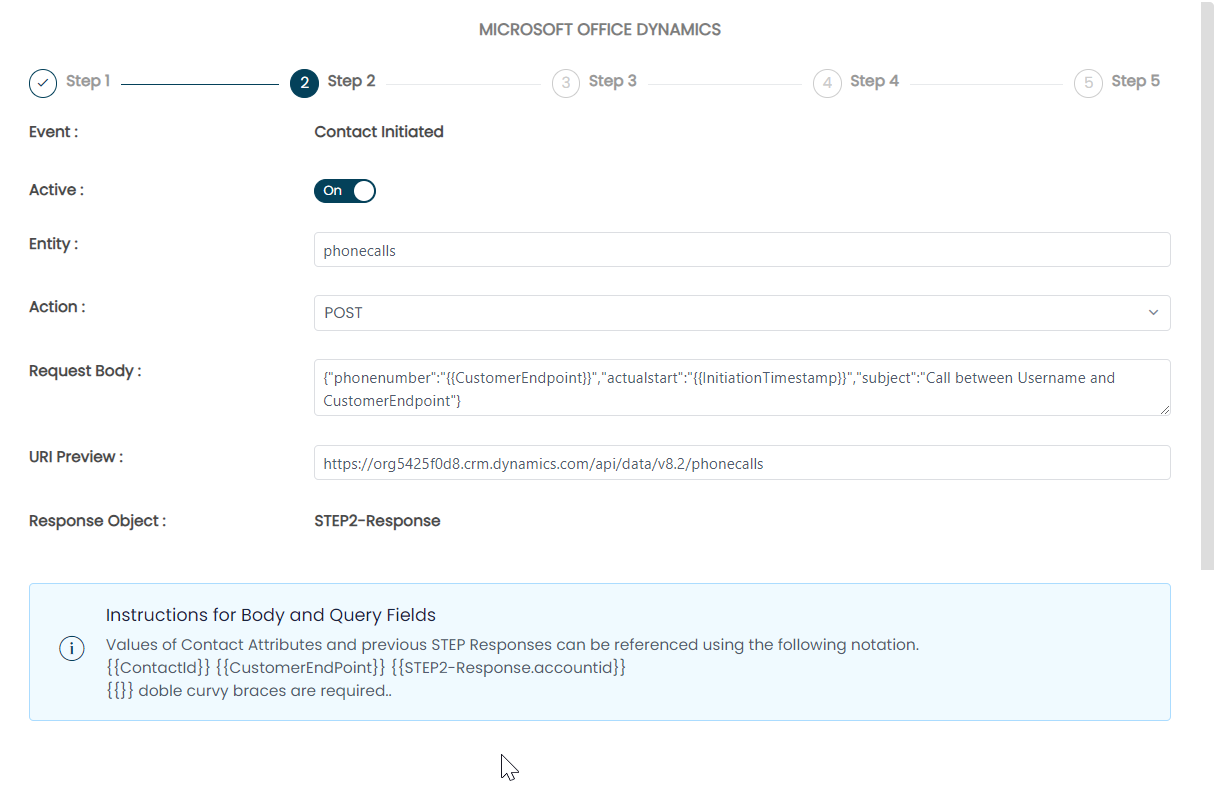 MICROSOFT OFFICE DYNAMICS
Step 1 2 Step 2 3 Step 3 4 Step 4 5 Step 5
Event : Contact Initiated
Active : On
Entity : phonecalls
Action : POST
Request Body : {"phonenumber":"{{CustomerEndpoint}}","actualstart":"{{InitiationTimestamp}}","subject":"Call between Username and
CustomerEndpoint"}
URI Preview : https://org5425f0d8.crm.dynamics.com/api/data/v8.2/phonecalls
Response Object : STEP2-Response
Instructions for Body and Query Fields
Values of Contact Attributes and previous STEP Responses can be referenced using the following notation.
{{ContactId}} {{CustomerEndPoint}} {{STEP2-Response.accountid}}
{{}} doble curvy braces are required..